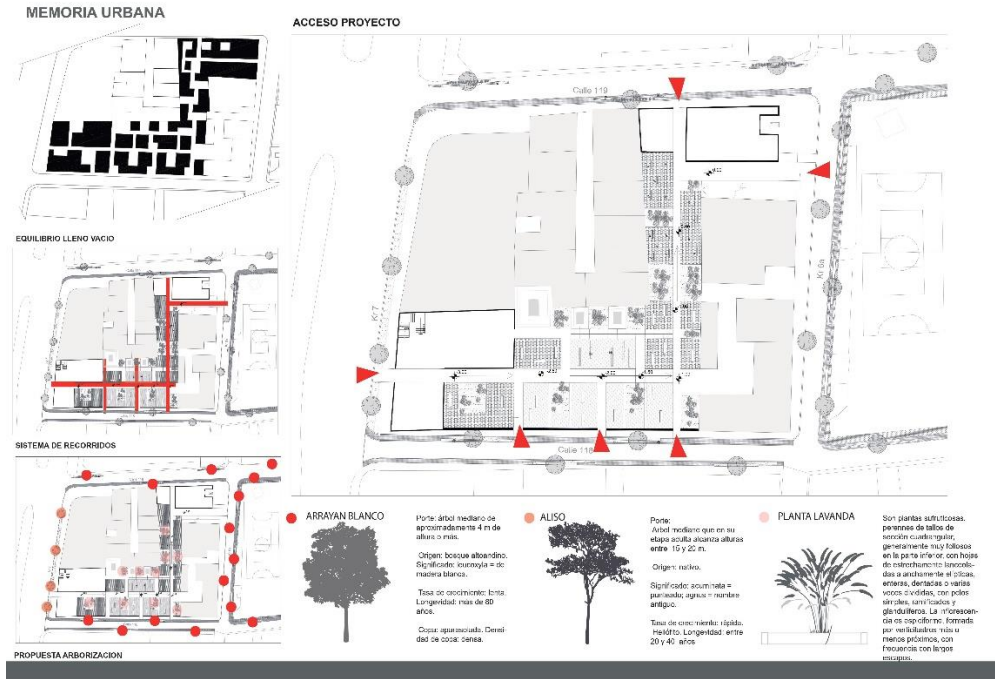 MEMORIA URBANA
ACCESO PROYECTO
Calle 119
Kr 7
Kr 6a
Calle 118
EQUILIBRIO LLENO VACIO
SISTEMA DE RECORRIDOS
PROPUESTA ARBORIZACION
ARRAYAN BLANCO
Porte: árbol mediano de
aproximadamente 4 m de
altura o más.
Origen: bosque altoandino.
Significado: leucoxyla = de
madera blanca.
Tasa de crecimiento: lenta.
Longevidad: más de 60
años.
Copa: aparasolada. Densi-
dad de copa: densa.
ALISO
Porte:
Arbol mediano que en su
etapa adulta alcanza alturas
entre 15 y 20 m.
Origen: nativo.
Significado: acuminata =
punteado; agnus = nombre
antiguo.
Tasa de crecimiento: rápida.
Heliófito. Longevidad: entre
20 y 40 años
PLANTA LAVANDA
Son plantas sufruticosas,
perennes de tallos de
sección cuadrangular,
generalmente muy foliosos
en la parte inferior, con hojas
de estrechamente lanceola-
das a anchamente elípticas,
enteras, dentadas o varias
veces divididas, con pelos
simples, ramificados y
glandulíferos. La inflorescen-
cia es espiciforme, formada
por verticilastros más o
menos próximos, con
frecuencia con largos
escapos.